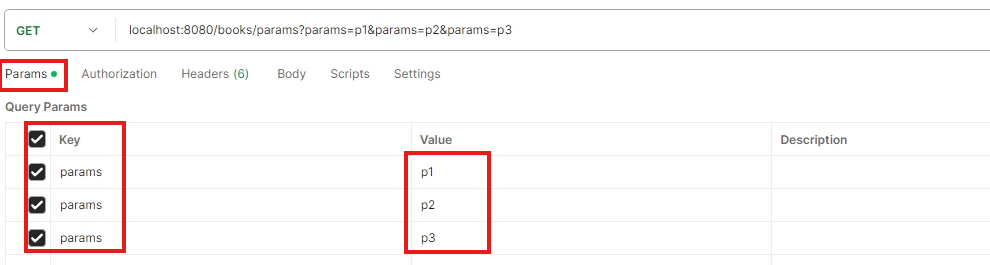 GET localhost:8080/books/params?params=p1&params=p2&params=p3
Params Authorization Headers (6) Body Scripts Settings
Query Params
Key Value Description
params p1
params p2
params p3